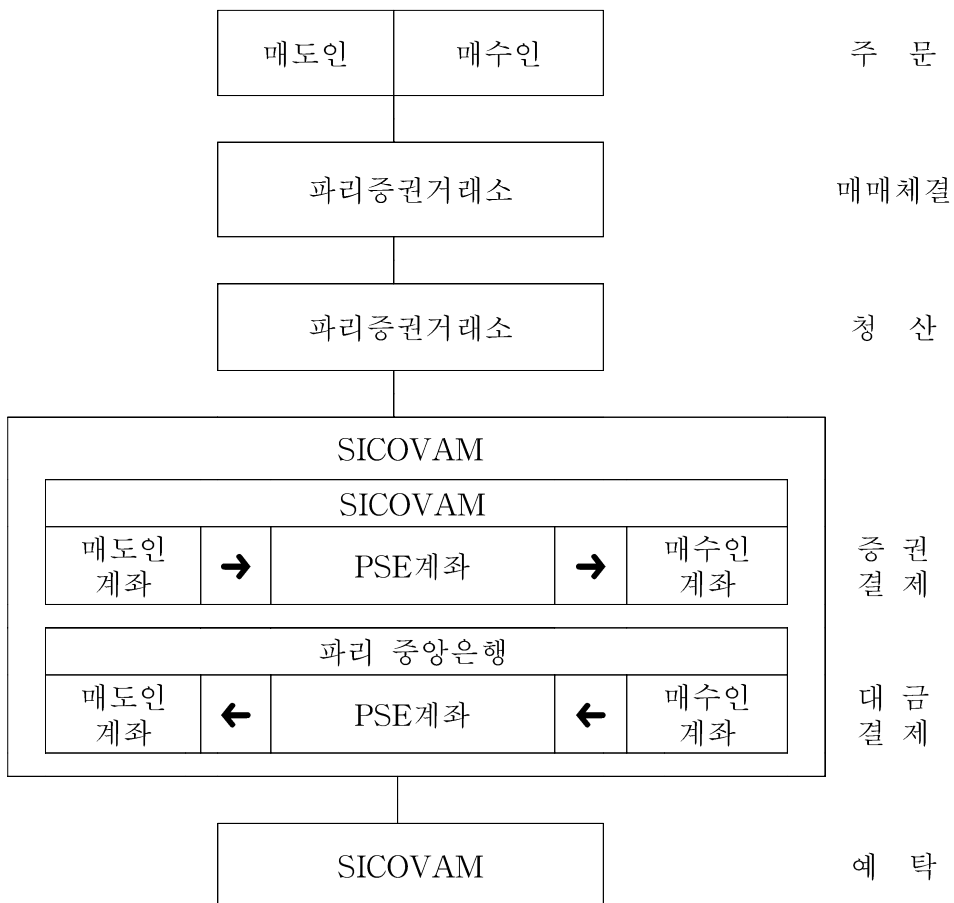 매도인 매수인 주 문
파리증권거래소 매매체결
파리증권거래소 청 산
SICOVAM
SICOVAM
매도인 계좌 → PSE계좌 → 매수인 계좌 증권 결제
파리 중앙은행
매도인 계좌 ← PSE계좌 ← 매수인 계좌 대금 결제
SICOVAM 예 탁